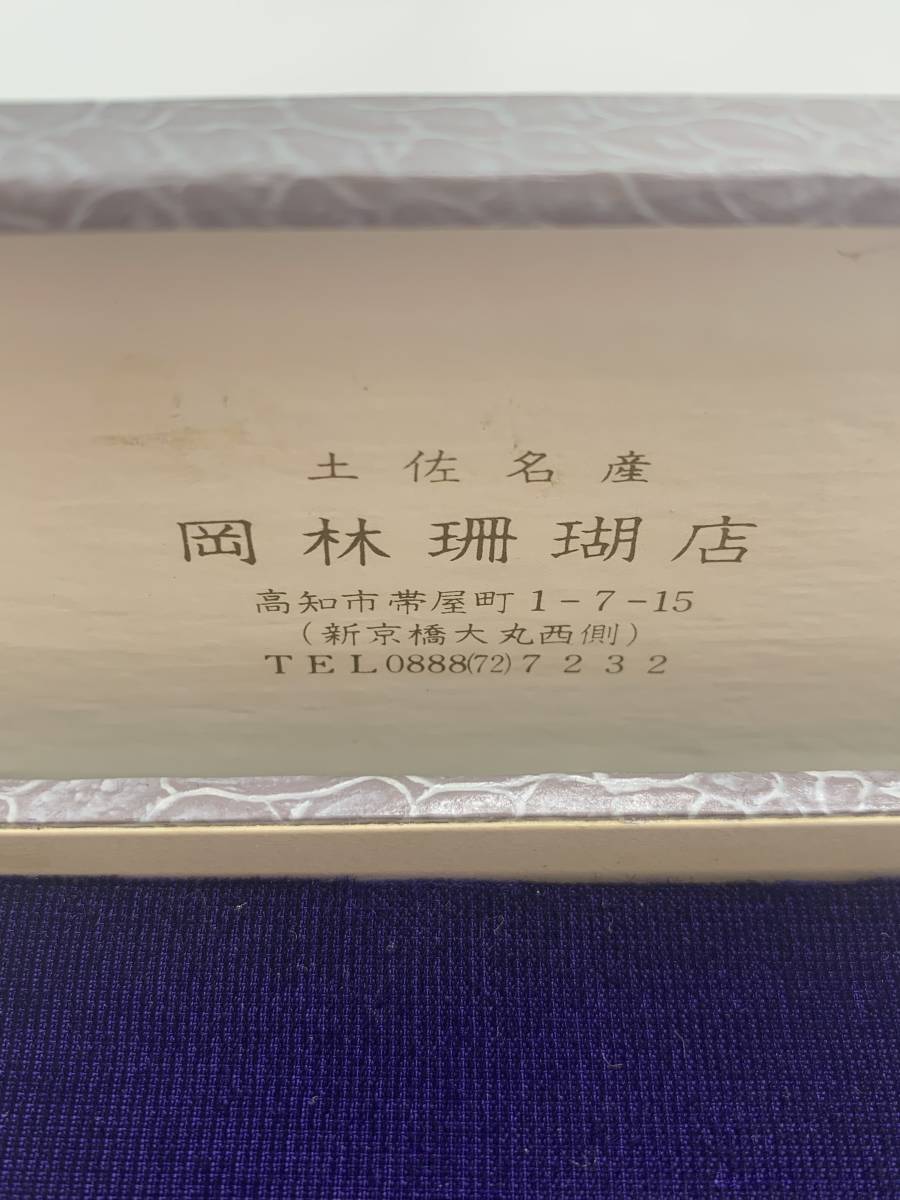 土佐名産
岡林珊瑚店
高知市帯屋町1-7-15
(新京橋大丸西側)
TEL0888(72)7232